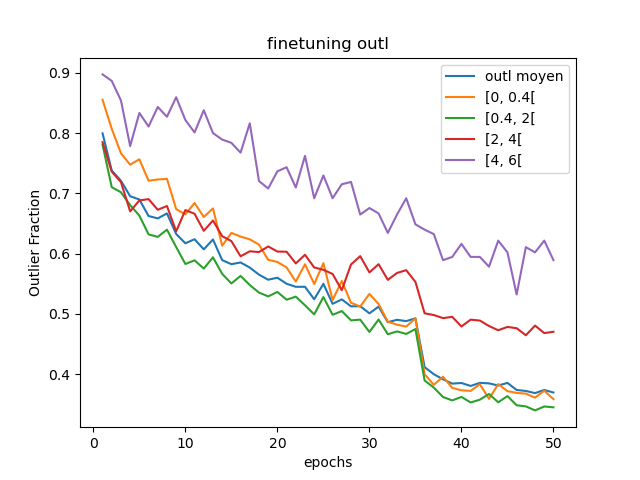 finetuning outl
outl moyen
[0, 0.4[
[0.4, 2[
[2, 4[
[4, 6[
Outlier Fraction
0.9
0.8
0.7
0.6
0.5
0.4
0 10 20 30 40 50
epochs